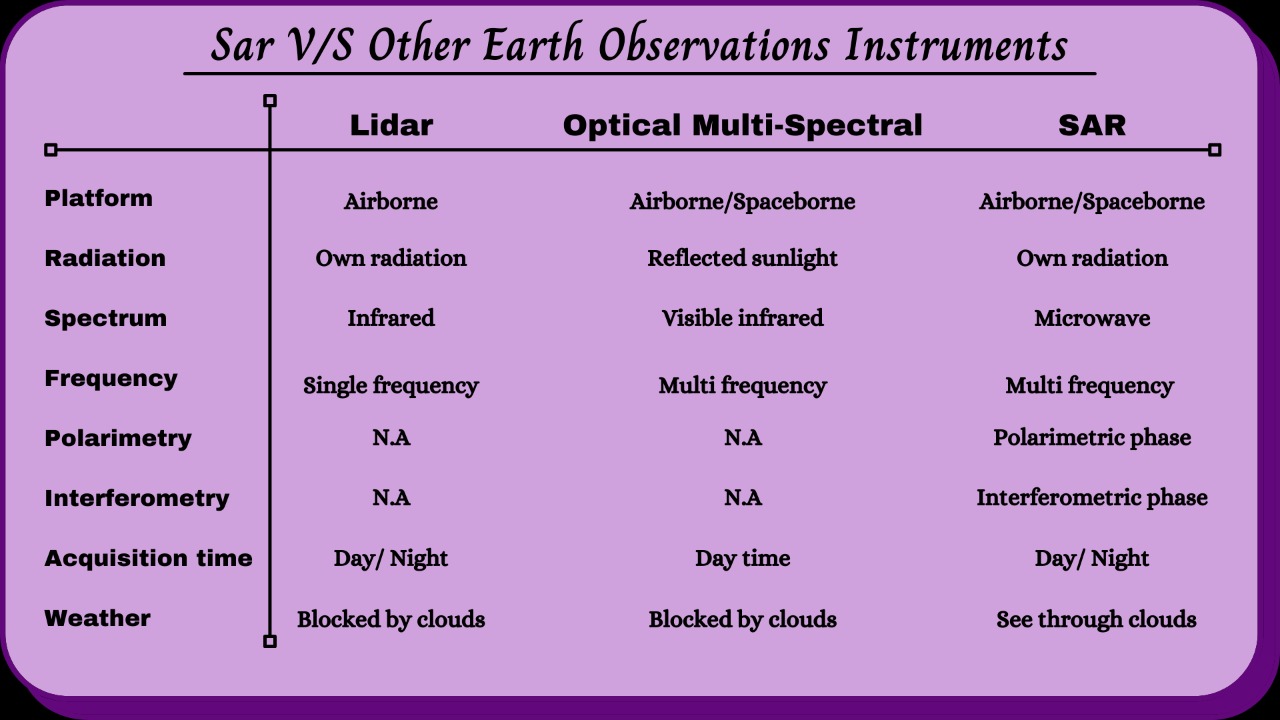 Sar V/S Other Earth Observations Instruments
Lidar Optical Multi-Spectral SAR
Platform Airborne Airborne/Spaceborne Airborne/Spaceborne
Radiation Own radiation Reflected sunlight Own radiation
Spectrum Infrared Visible infrared Microwave
Frequency Single frequency Multi frequency Multi frequency
Polarimetry N.A N.A Polarimetric phase
Interferometry N.A N.A Interferometric phase
Acquisition time Day/ Night Day time Day/ Night
Weather Blocked by clouds Blocked by clouds See through clouds